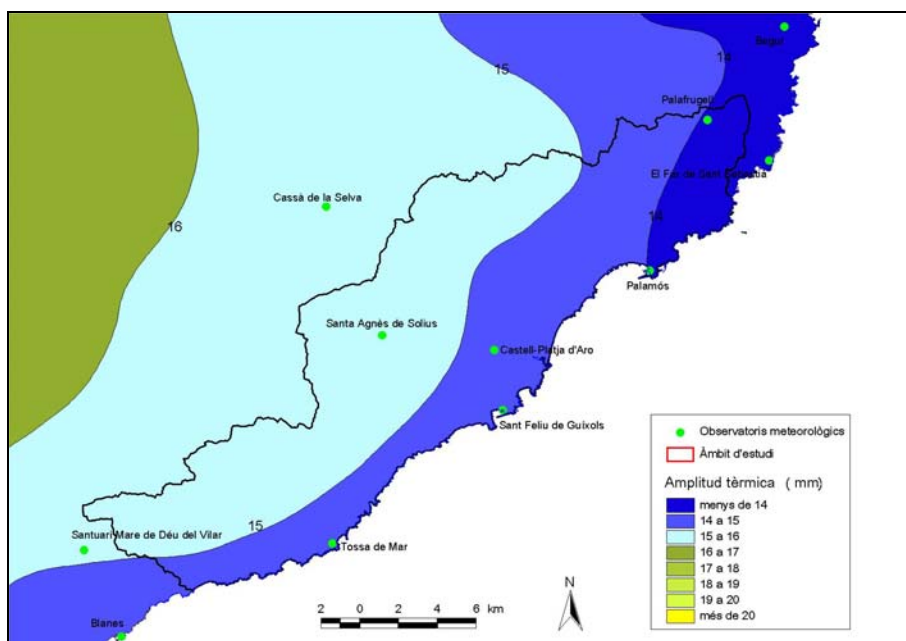 Begur
14
15
Palafrugell
El Far de Sant Sebastià
Cassà de la Selva
16
14
Palamós
Santa Agnès de Solius
Castell-Platja d'Aro
Sant Feliu de Guíxols
15
Santuari Mare de Déu del Vilar
Tossa de Mar
Blanes
Observatoris meteorològics
Àmbit d'estudi
Amplitud tèrmica ( mm)
menys de 14
14 a 15
15 a 16
16 a 17
17 a 18
18 a 19
19 a 20
més de 20
N
2 0 2 4 6 km